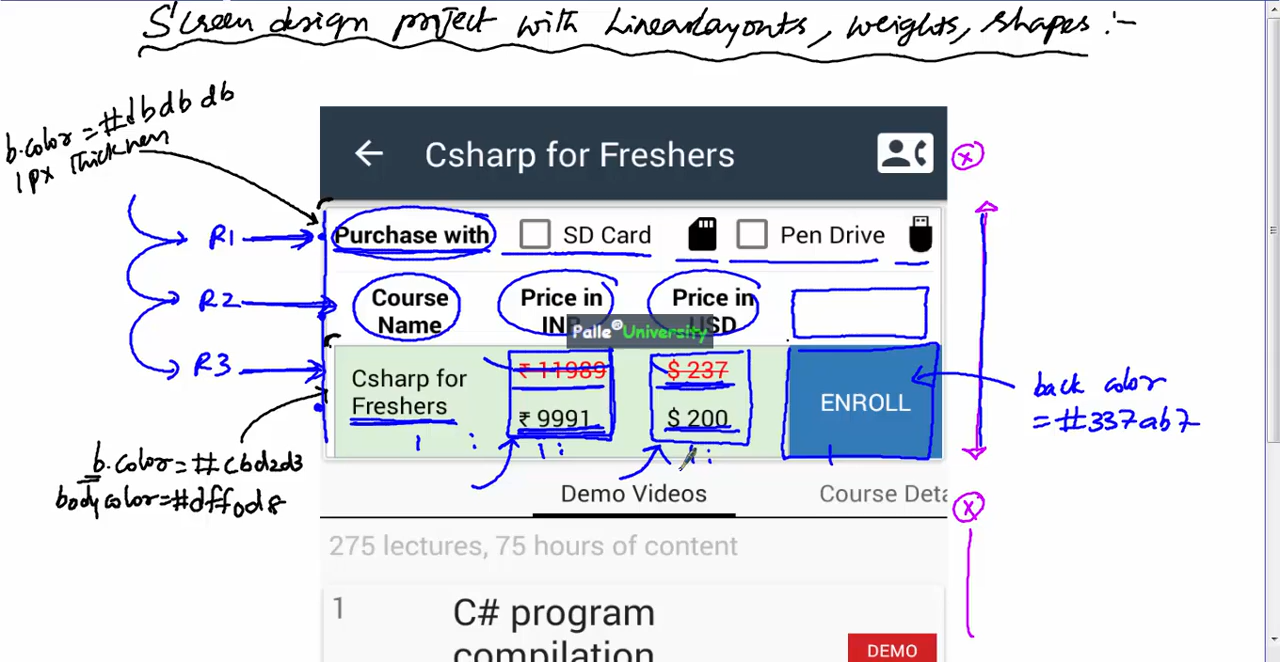 Screen design project with Linearlayouts, weights, shapes :-
b.color = #dbdbdb
1px Thickness
Csharp for Freshers
R1
Purchase with
SD Card
Pen Drive
R2
Course
Name
Price in
INR
Price in
USD
Palle University
R3
Csharp for
Freshers
₹ 11989
₹ 9991
$ 237
$ 200
ENROLL
back color
= #337ab7
b.color = #cbd2d3
body color = #dff0d8
Demo Videos
Course Deta
275 lectures, 75 hours of content
1
C# program
compilation
DEMO